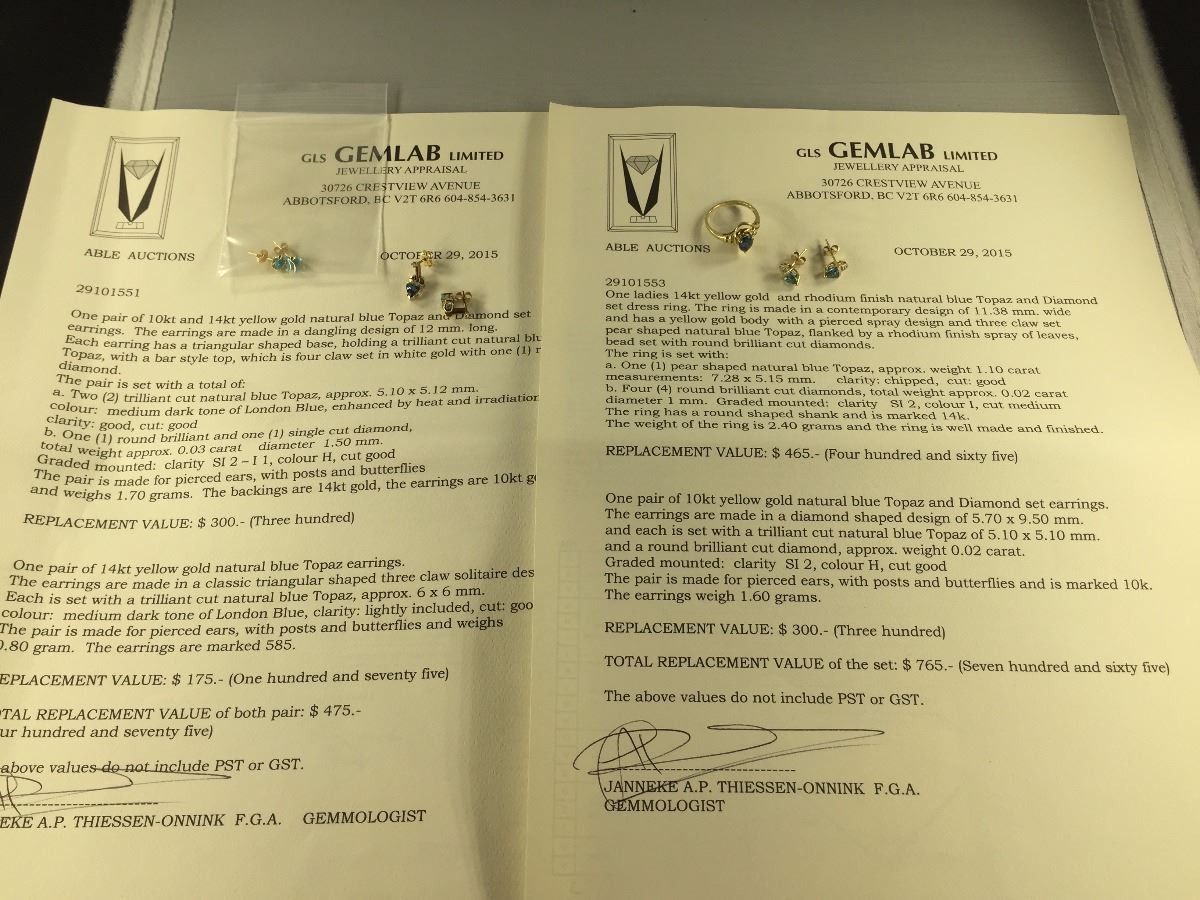 GLS GEMLAB LIMITED
JEWELLERY APPRAISAL
30726 CRESTVIEW AVENUE
ABBOTSFORD, BC V2T 6R6 604-854-3631
ABLE AUCTIONS
OCTOBER 29, 2015
29101551
One pair of 10kt and 14kt yellow gold natural blue Topaz and Diamond set
earrings. The earrings are made in a dangling design of 12 mm. long.
Each earring has a triangular shaped base, holding a trilliant cut natural
Topaz, with a bar style top, which is four claw set in white gold with one (1)
diamond.
The pair is set with a total of:
a. Two (2) trilliant cut natural blue Topaz, approx. 5.10 x 5.12 mm.
colour: medium dark tone of London Blue, enhanced by heat and irradiation
clarity: good, cut: good
b. One (1) round brilliant and one (1) single cut diamond,
total weight approx. 0.03 carat diameter 1.50 mm.
Graded mounted: clarity SI 2 – I 1, colour H, cut good
The pair is made for pierced ears, with posts and butterflies
and weighs 1.70 grams. The backings are 14kt gold, the earrings are 10kt
REPLACEMENT VALUE: $ 300.- (Three hundred)
One pair of 14kt yellow gold natural blue Topaz earrings.
The earrings are made in a classic triangular shaped three claw solitaire des
Each is set with a trilliant cut natural blue Topaz, approx. 6 x 6 mm.
colour: medium dark tone of London Blue, clarity: lightly included, cut: goo
The pair is made for pierced ears, with posts and butterflies and weighs
0.80 gram. The earrings are marked 585.
EPLACEMENT VALUE: $ 175.- (One hundred and seventy five)
TAL REPLACEMENT VALUE of both pair: $ 475.-
ur hundred and seventy five)
above values do not include PST or GST.
EKE A.P. THIESSEN-ONNINK F.G.A. GEMMOLOGIST
GLS GEMLAB LIMITED
JEWELLERY APPRAISAL
30726 CRESTVIEW AVENUE
ABBOTSFORD, BC V2T 6R6 604-854-3631
ABLE AUCTIONS
OCTOBER 29, 2015
29101553
One ladies 14kt yellow gold and rhodium finish natural blue Topaz and Diamond
set dress ring. The ring is made in a contemporary design of 11.38 mm. wide
and has a yellow gold body with a pierced spray design and three claw set
pear shaped natural blue Topaz, flanked by a rhodium finish spray of leaves,
bead set with round brilliant cut diamonds.
The ring is set with:
a. One (1) pear shaped natural blue Topaz, approx. weight 1.10 carat
measurements: 7.28 x 5.15 mm. clarity: chipped, cut: good
b. Four (4) round brilliant cut diamonds, total weight approx. 0.02 carat
diameter 1 mm. Graded mounted: clarity SI 2, colour 1, cut medium
The ring has a round shaped shank and is marked 14k.
The weight of the ring is 2.40 grams and the ring is well made and finished.
REPLACEMENT VALUE: $ 465.- (Four hundred and sixty five)
One pair of 10kt yellow gold natural blue Topaz and Diamond set earrings.
The earrings are made in a diamond shaped design of 5.70 x 9.50 mm.
and each is set with a trilliant cut natural blue Topaz of 5.10 x 5.10 mm.
and a round brilliant cut diamond, approx. weight 0.02 carat.
Graded mounted: clarity SI 2, colour H, cut good
The pair is made for pierced ears, with posts and butterflies and is marked 10k.
The earrings weigh 1.60 grams.
REPLACEMENT VALUE: $ 300.- (Three hundred)
TOTAL REPLACEMENT VALUE of the set: $ 765.- (Seven hundred and sixty five)
The above values do not include PST or GST.
JANNEKE A.P. THIESSEN-ONNINK F.G.A.
GEMMOLOGIST